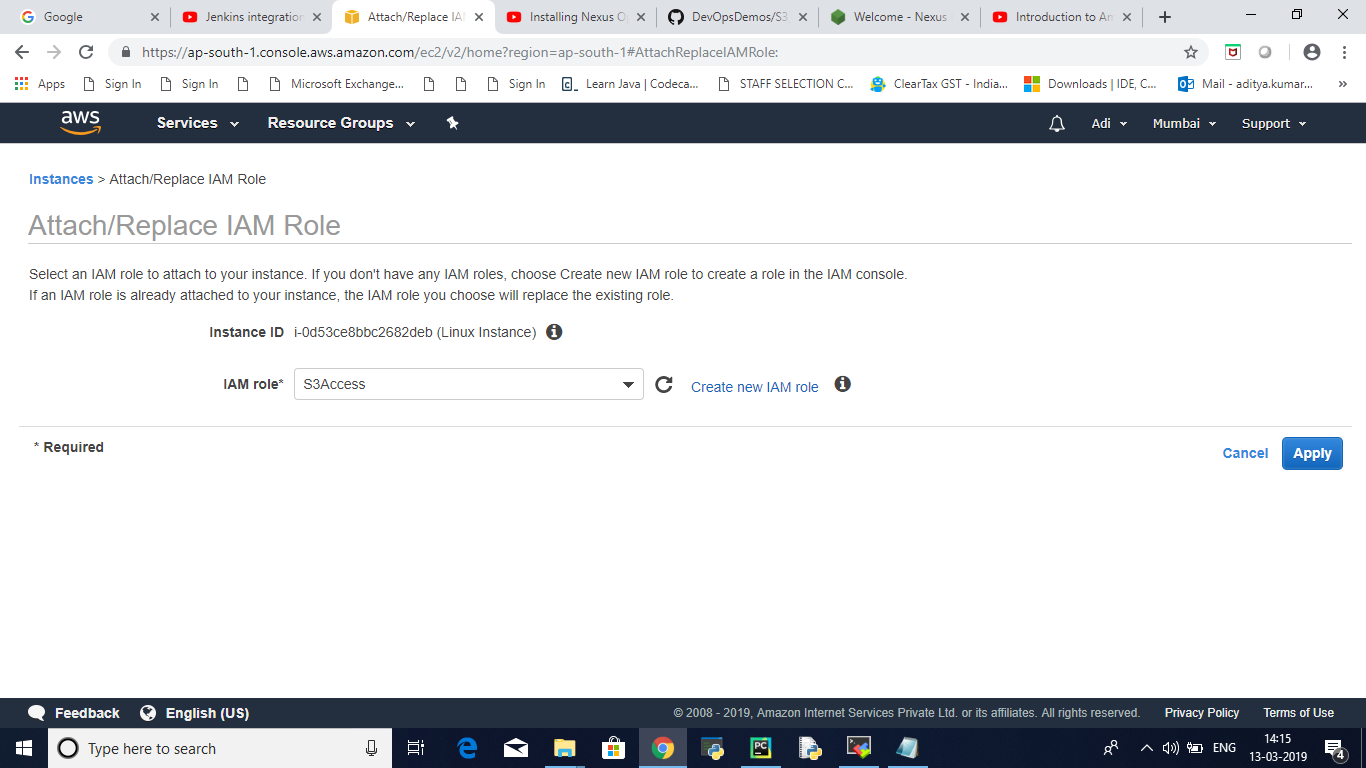 Google
Jenkins integration
Attach/Replace IA
Installing Nexus O
DevOpsDemos/S3
Welcome - Nexus
Introduction to An
https://ap-south-1.console.aws.amazon.com/ec2/v2/home?region=ap-south-1#AttachReplaceIAMRole:
Apps Sign In Sign In Microsoft Exchange... Sign In Learn Java | Codeca... STAFF SELECTION C... ClearTax GST - India... Downloads | IDE, C... Mail - aditya.kumar... »
aws Services Resource Groups Adi Mumbai Support
Instances > Attach/Replace IAM Role
Attach/Replace IAM Role
Select an IAM role to attach to your instance. If you don't have any IAM roles, choose Create new IAM role to create a role in the IAM console.
If an IAM role is already attached to your instance, the IAM role you choose will replace the existing role.
Instance ID i-0d53ce8bbc2682deb (Linux Instance)
IAM role* S3Access Create new IAM role
* Required
Cancel Apply
Feedback English (US) © 2008 - 2019, Amazon Internet Services Private Ltd. or its affiliates. All rights reserved. Privacy Policy Terms of Use
Type here to search
ENG
14:15
13-03-2019
4